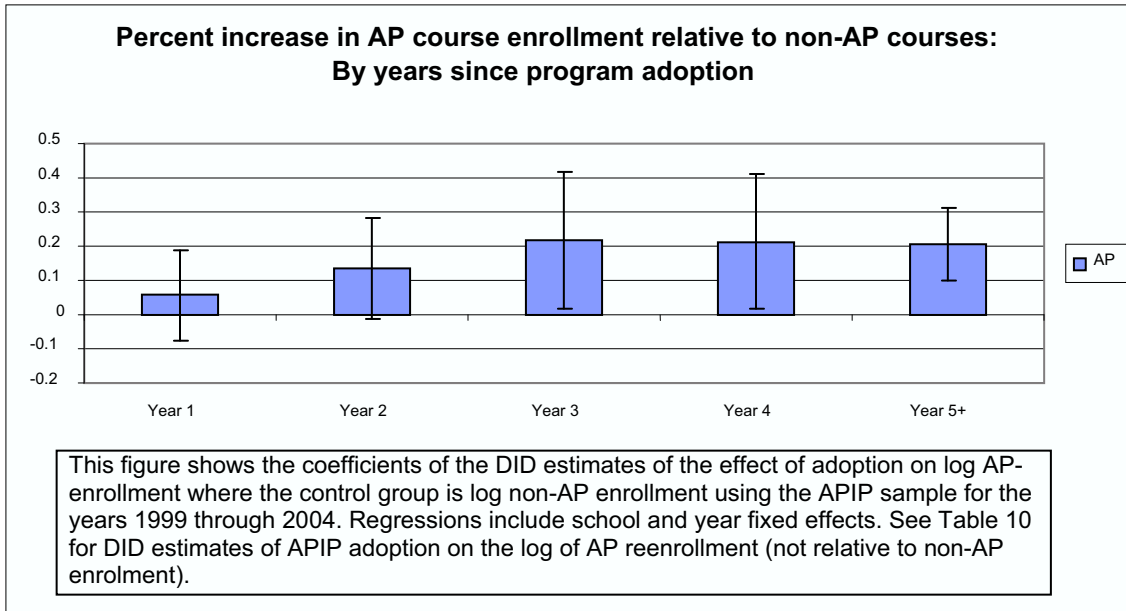 Percent increase in AP course enrollment relative to non-AP courses:
By years since program adoption
0.5
0.4
0.3
0.2
0.1
0
-0.1
-0.2
AP
Year 1 Year 2 Year 3 Year 4 Year 5+
This figure shows the coefficients of the DID estimates of the effect of adoption on log AP-
enrollment where the control group is log non-AP enrollment using the APIP sample for the
years 1999 through 2004. Regressions include school and year fixed effects. See Table 10
for DID estimates of APIP adoption on the log of AP reenrollment (not relative to non-AP
enrolment).